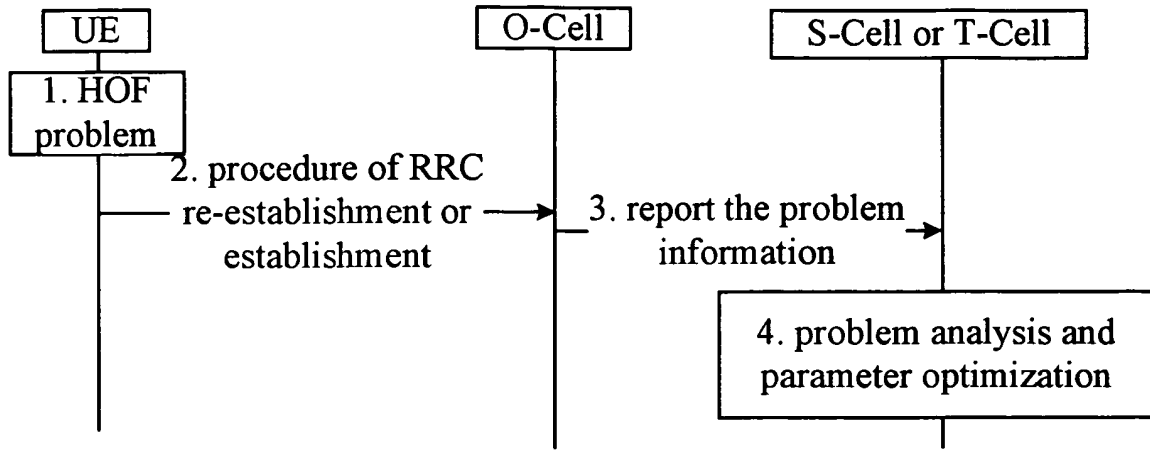 UE
O-Cell
S-Cell or T-Cell
1. HOF
problem
2. procedure of RRC
re-establishment or
establishment
3. report the problem
information
4. problem analysis and
parameter optimization